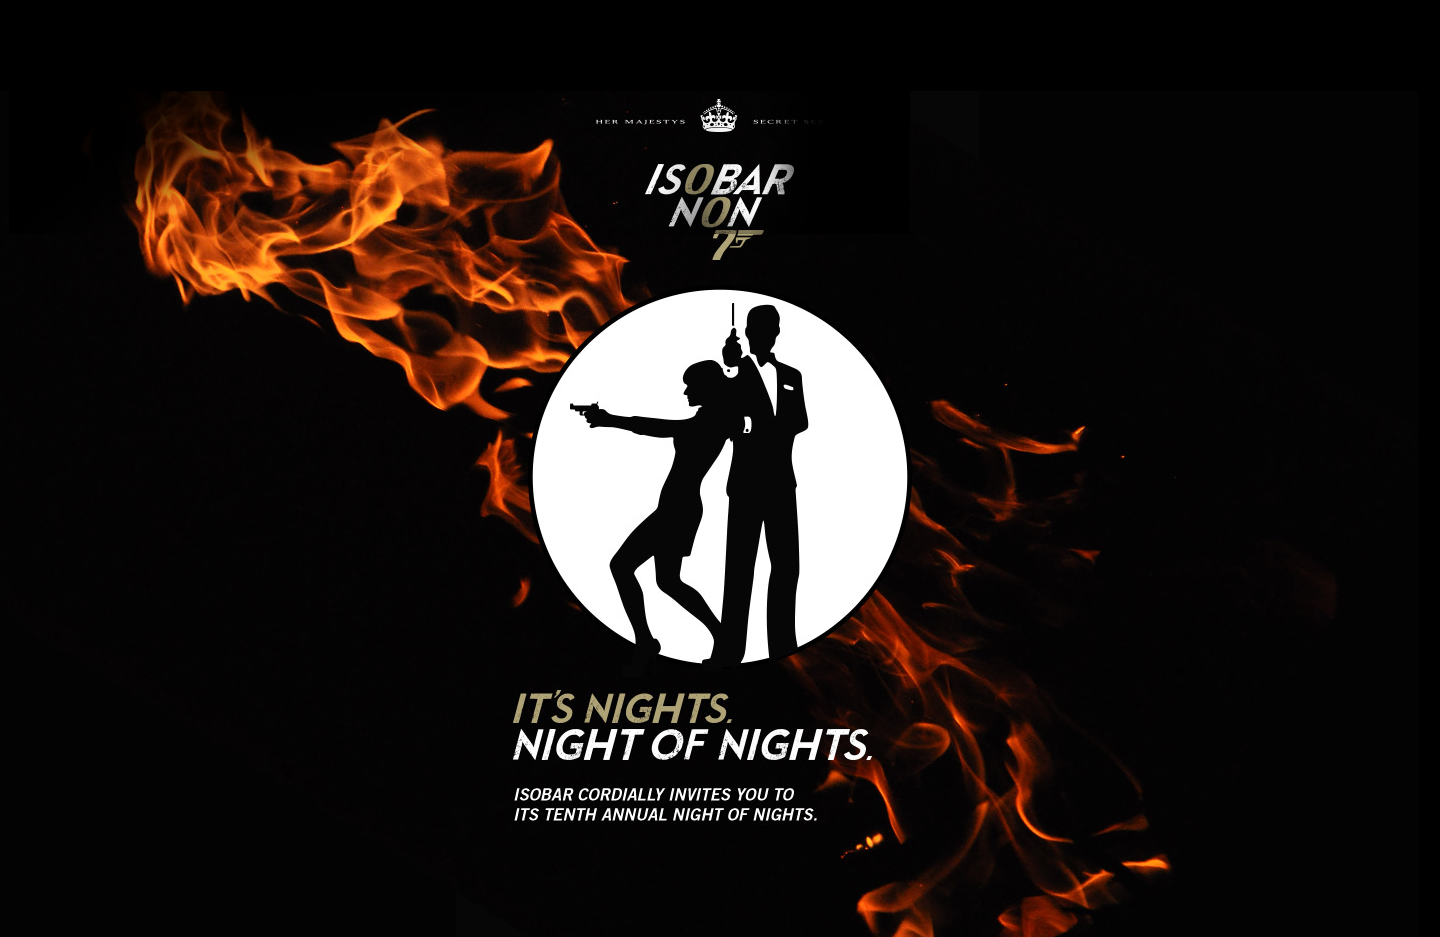 HER MAJESTYS SECRET
ISOBAR
NON
7
IT'S NIGHTS.
NIGHT OF NIGHTS.
ISOBAR CORDIALLY INVITES YOU TO
ITS TENTH ANNUAL NIGHT OF NIGHTS.